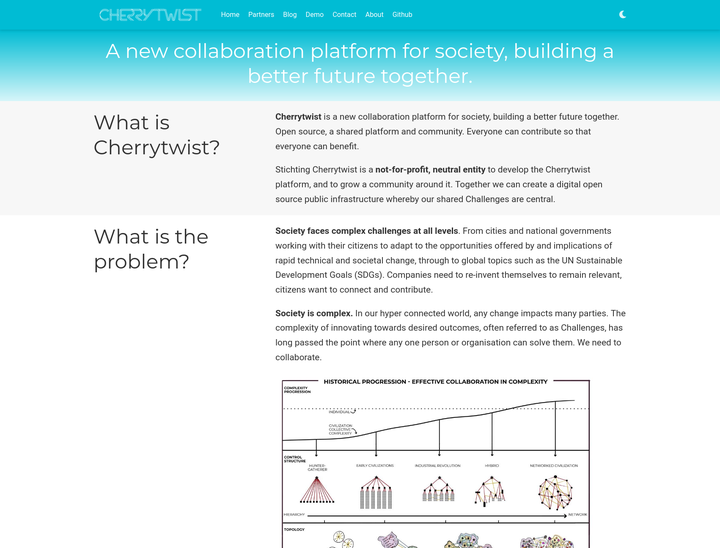 CHERRYTWIST
Home Partners Blog Demo Contact About Github
A new collaboration platform for society, building a
better future together.
What is
Cherrytwist?
Cherrytwist is a new collaboration platform for society, building a better future together.
Open source, a shared platform and community. Everyone can contribute so that
everyone can benefit.
Stichting Cherrytwist is a not-for-profit, neutral entity to develop the Cherrytwist
platform, and to grow a community around it. Together we can create a digital open
source public infrastructure whereby our shared Challenges are central.
What is the
problem?
Society faces complex challenges at all levels. From cities and national governments
working with their citizens to adapt to the opportunities offered by and implications of
rapid technical and societal change, through to global topics such as the UN Sustainable
Development Goals (SDGs). Companies need to re-invent themselves to remain relevant,
citizens want to connect and contribute.
Society is complex. In our hyper connected world, any change impacts many parties. The
complexity of innovating towards desired outcomes, often referred to as Challenges, has
long passed the point where any one person or organisation can solve them. We need to
collaborate.
HISTORICAL PROGRESSION - EFFECTIVE COLLABORATION IN COMPLEXITY
COMPLEXITY
PROGRESSION
INDIVIDUAL
CIVILIZATION
COLLECTIVE
COMPLEXITY
CONTROL
STRUCTURE
HUNTER
GATHERER
EARLY CIVILIZATIONS
INDUSTRIAL REVOLUTION
HYBRID
NETWORKED CIVILIZATION
HIERARCHY
NETWORK
TOPOLOGY